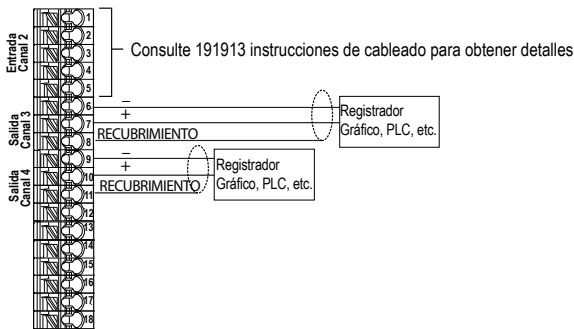 Entrada
Canal 2
1
2
3
4
5
Consulte 191913 instrucciones de cableado para obtener detalles
Salida
Canal 3
6
7
8
−
+
RECUBRIMIENTO
Registrador
Gráfico, PLC, etc.
Salida
Canal 4
9
10
11
−
+
RECUBRIMIENTO
Registrador
Gráfico, PLC, etc.
12
13
14
15
16
17
18